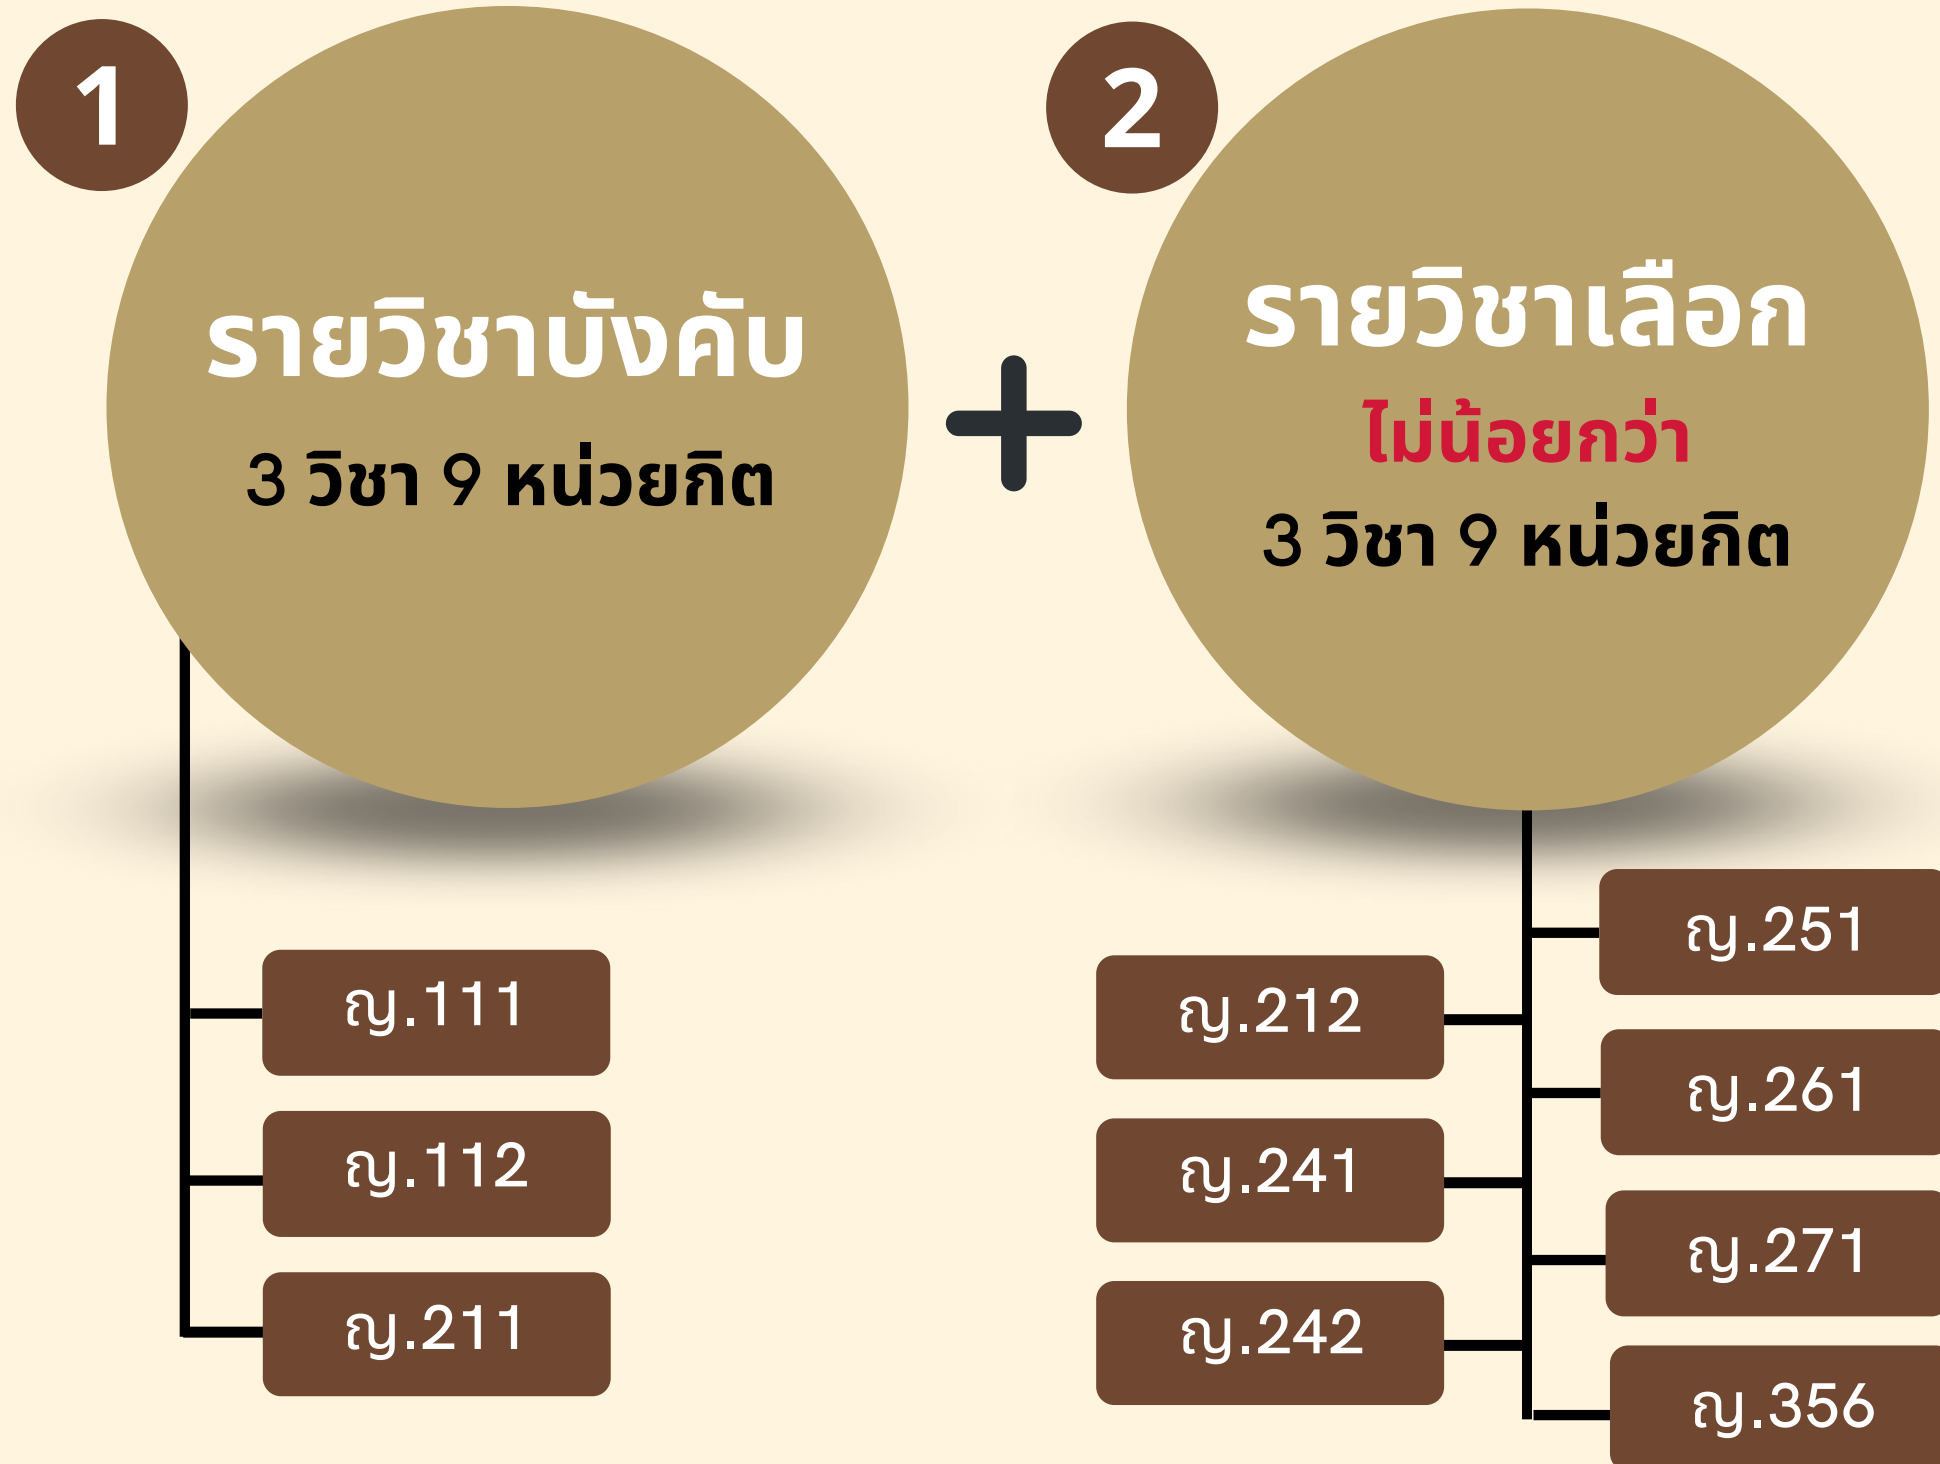 1
รายวิชาบังคับ
3 วิชา 9 หน่วยกิต
ญ.111
ญ.112
ญ.211
2
รายวิชาเลือก
ไม่น้อยกว่า
3 วิชา 9 หน่วยกิต
ญ.212
ญ.241
ญ.242
ญ.251
ญ.261
ญ.271
ญ.356